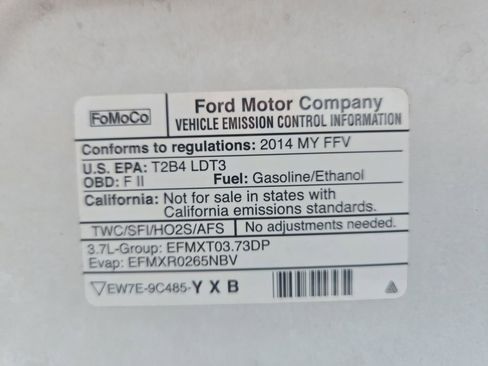 FoMoCo
Ford Motor Company
VEHICLE EMISSION CONTROL INFORMATION
Conforms to regulations: 2014 MY FFV
U.S. EPA: T2B4 LDT3
OBD: F II Fuel: Gasoline/Ethanol
California: Not for sale in states with
California emissions standards.
TWC/SFI/HO2S/AFS No adjustments needed.
3.7L-Group: EFMXT03.73DP
Evap: EFMXR0265NBV
EW7E-9C485-Y X B